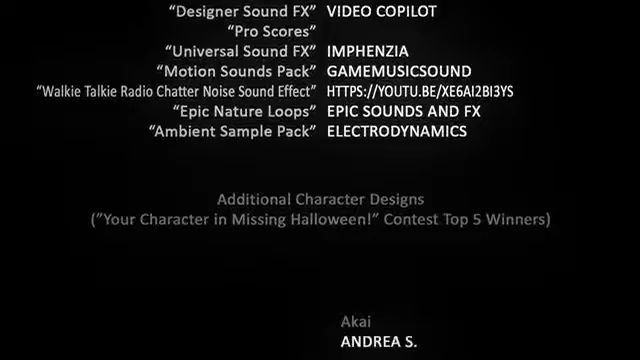 “Designer Sound FX” VIDEO COPILOT
“Pro Scores”
“Universal Sound FX” IMPHENZIA
“Motion Sounds Pack” GAMEMUSICSOUND
“Walkie Talkie Radio Chatter Noise Sound Effect” HTTPS://YOUTU.BE/XE6AI2BI3YS
“Epic Nature Loops” EPIC SOUNDS AND FX
“Ambient Sample Pack” ELECTRODYNAMICS
Additional Character Designs
(”Your Character in Missing Halloween!” Contest Top 5 Winners)
Akai
ANDREA S.